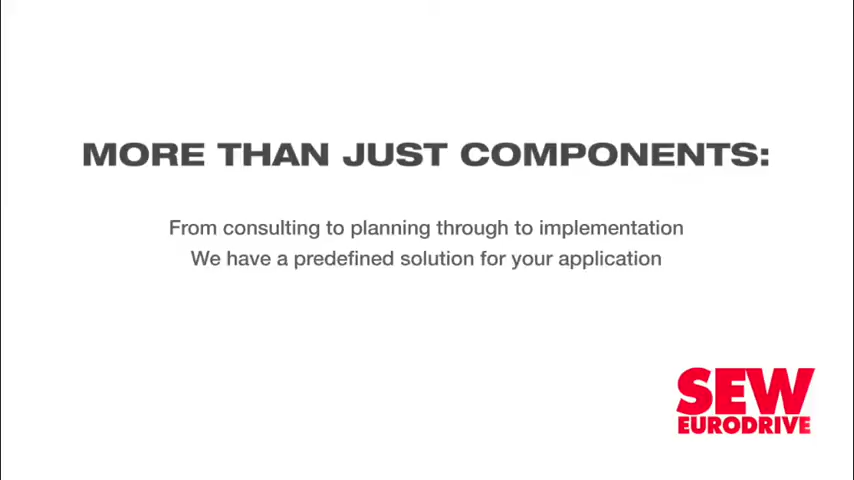 MORE THAN JUST COMPONENTS:
From consulting to planning through to implementation
We have a predefined solution for your application
SEW
EURODRIVE